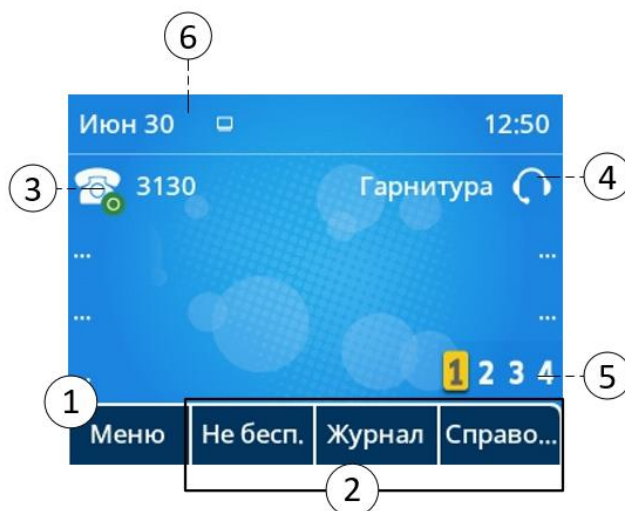 6
Июн 30 12:50
3 3130 Гарнитура 4
... ...
... ...
... 1 2 3 4 5
1
Меню Не бесп. Журнал Справо...
2